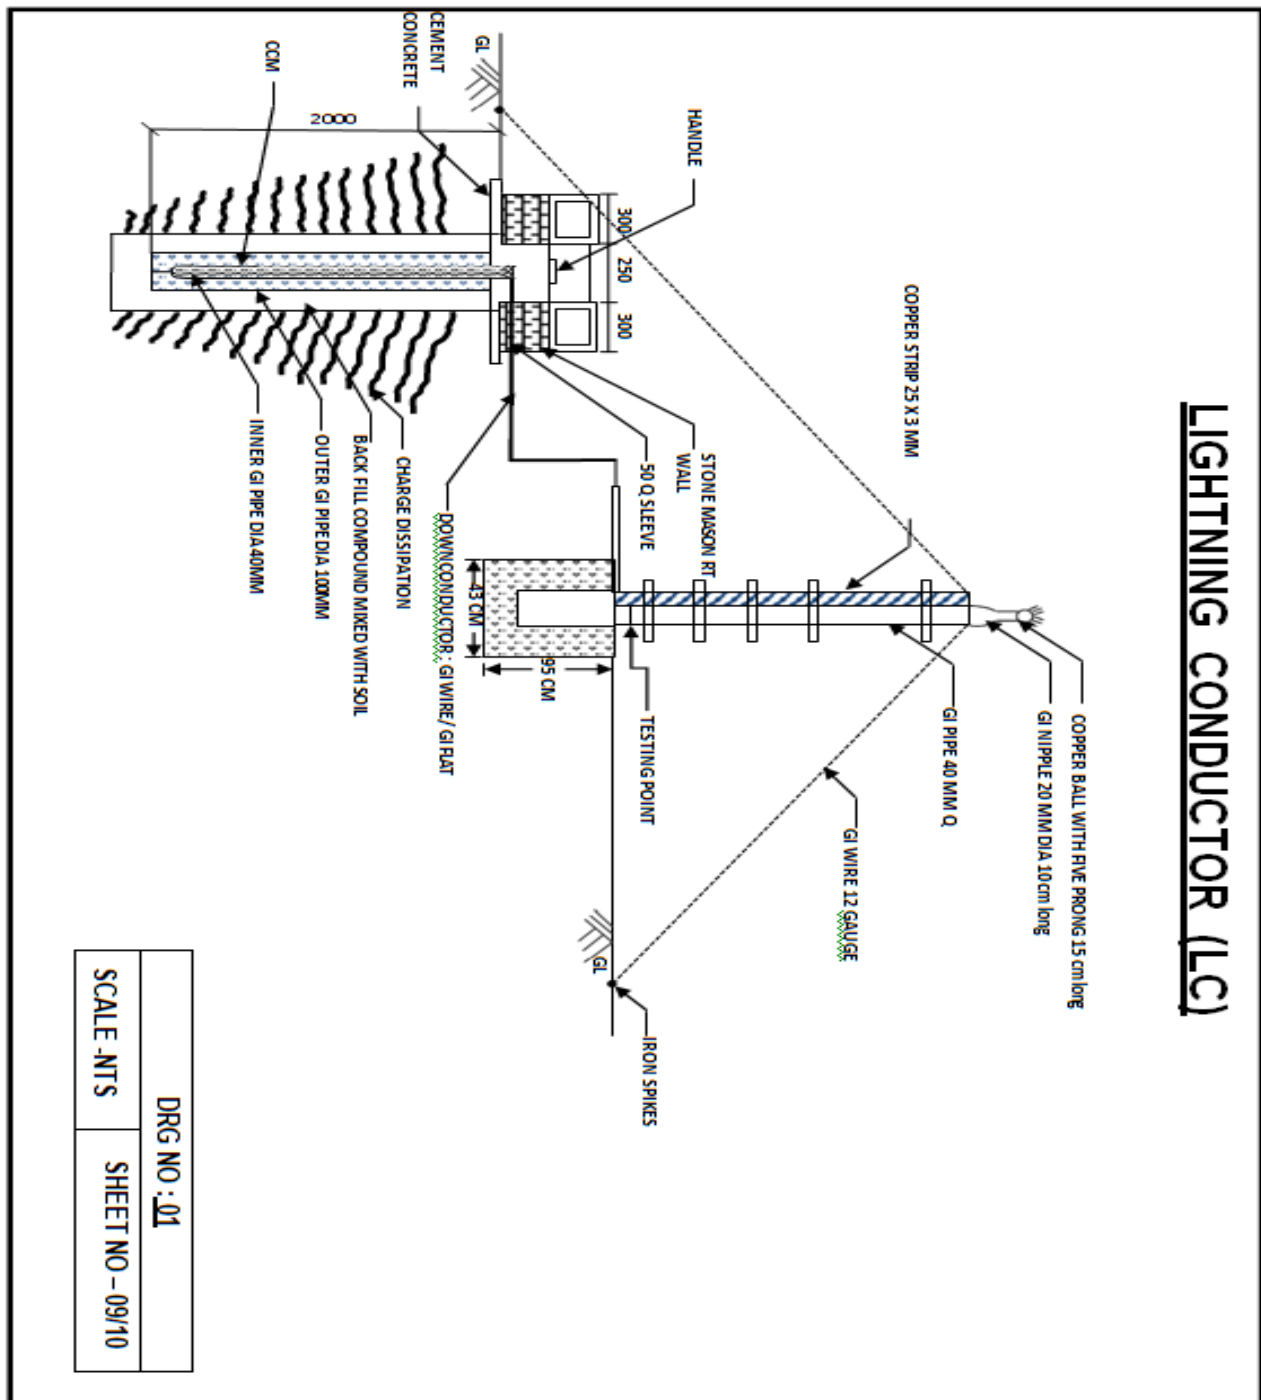 LIGHTNING CONDUCTOR (LC)
COPPER BALL WITH FIVE PRONG 15 cm long
GI NIPPLE 20 MM DIA 10 cm long
COPPER STRIP 25 X 3 MM
GI PIPE 40 MM Q
GI WIRE 12 GAUGE
HANDLE
STONE MASON RT
WALL
50 Q SLEEVE
TESTING POINT
IRON SPIKES
300
250
300
GL
GL
CEMENT
CONCRETE
2000
CCM
43 CM
95 CM
DOWN CONDUCTOR : GI WIRE / GI FLAT
CHARGE DISSIPATION
BACK FILL COMPOUND MIXED WITH SOIL
OUTER GI PIPE DIA 100MM
INNER GI PIPE DIA 40MM
DRG NO : 01
SCALE -NTS
SHEET NO – 09/10